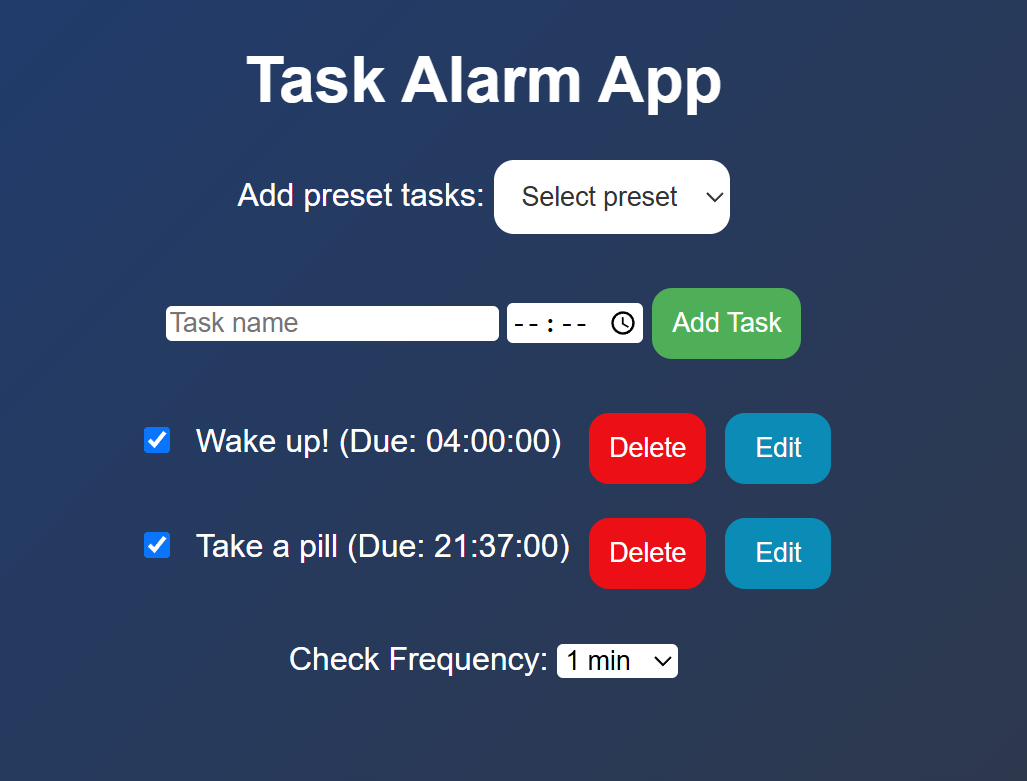 Task Alarm App
Add preset tasks: Select preset
Task name --:-- Add Task
Wake up! (Due: 04:00:00) Delete Edit
Take a pill (Due: 21:37:00) Delete Edit
Check Frequency: 1 min